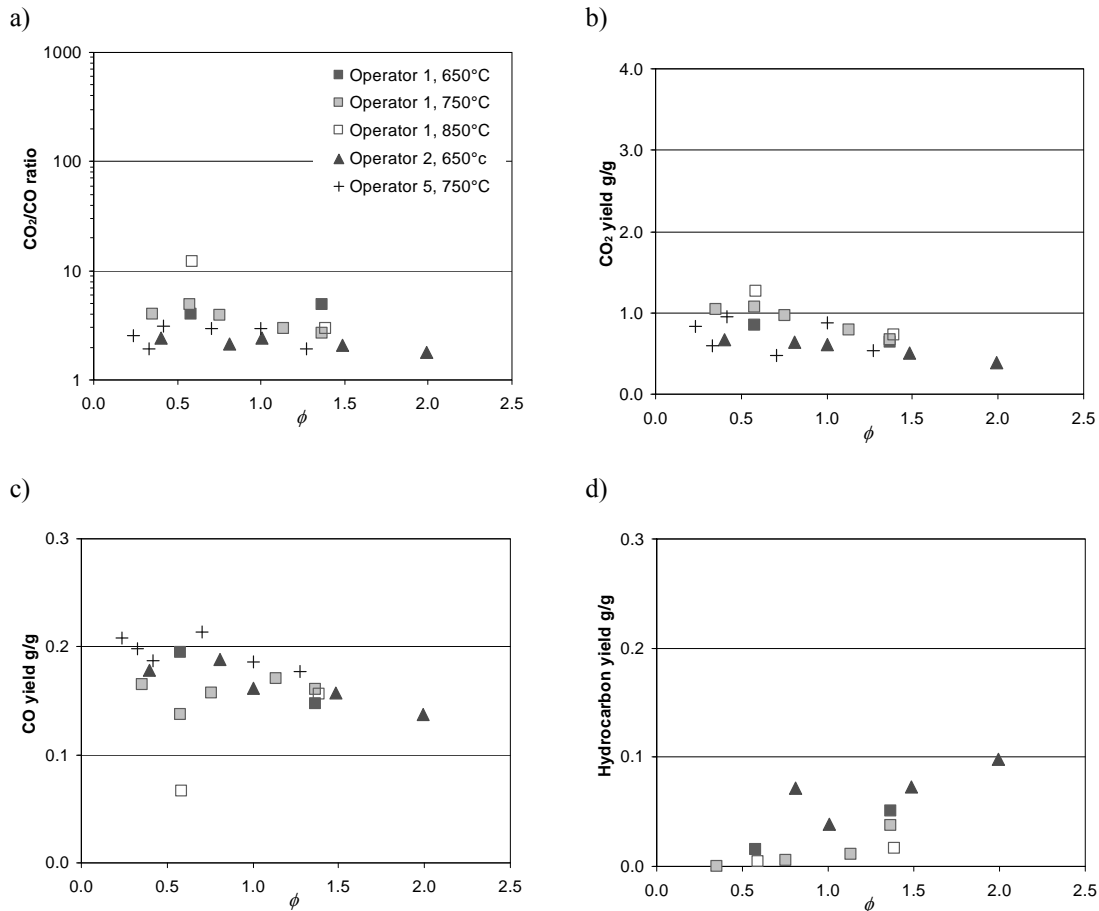 a)
1000
100
10
1
CO₂/CO ratio
Operator 1, 650°C
Operator 1, 750°C
Operator 1, 850°C
Operator 2, 650°c
Operator 5, 750°C
0.0 0.5 1.0 1.5 2.0 2.5
ϕ
b)
4.0
3.0
2.0
1.0
0.0
CO₂ yield g/g
0.0 0.5 1.0 1.5 2.0 2.5
ϕ
c)
0.3
0.2
0.1
0.0
CO yield g/g
0.0 0.5 1.0 1.5 2.0 2.5
ϕ
d)
0.3
0.2
0.1
0.0
Hydrocarbon yield g/g
0.0 0.5 1.0 1.5 2.0 2.5
ϕ